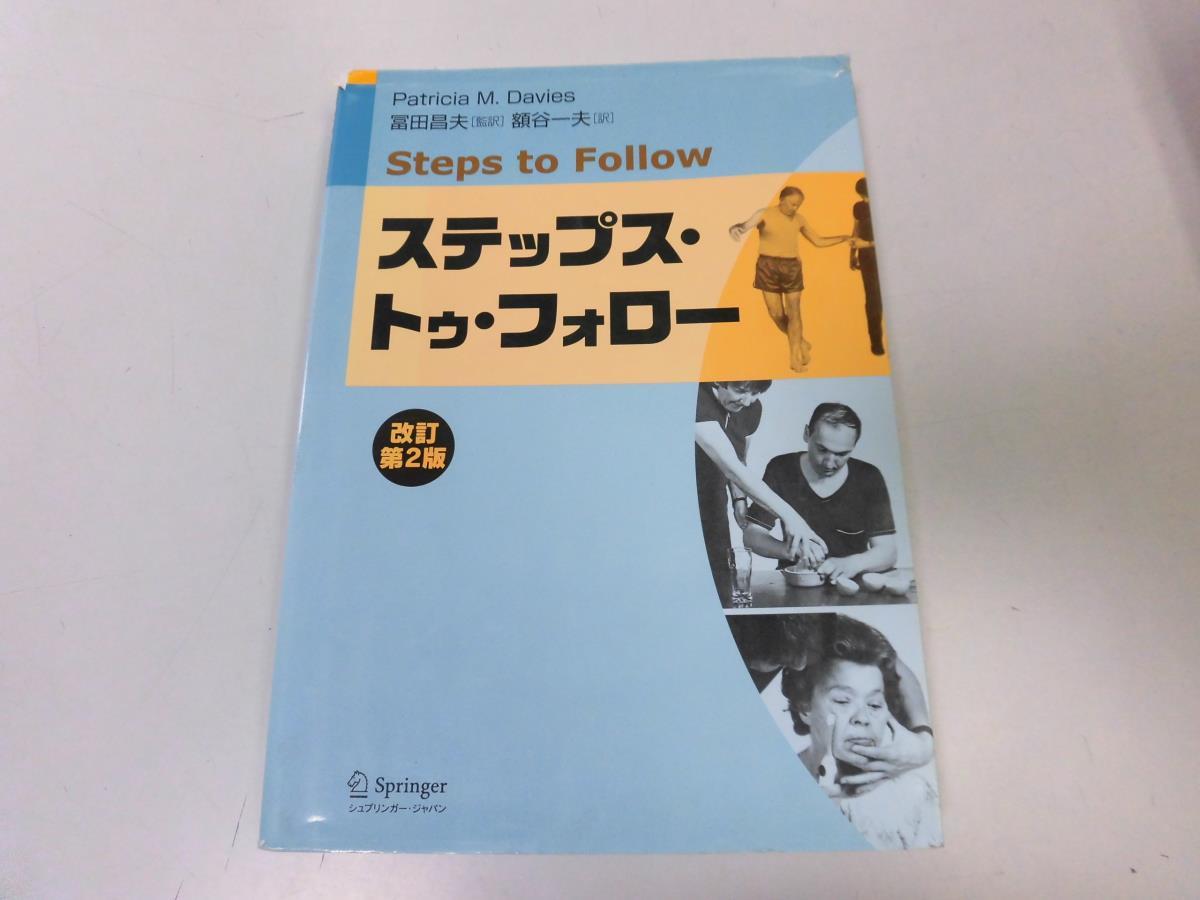 Patricia M. Davies
冨田昌夫[監訳] 額谷一夫[訳]
Steps to Follow
ステップス・
トゥ・フォロー
改訂
第2版
Springer
シュプリンガー・ジャパン